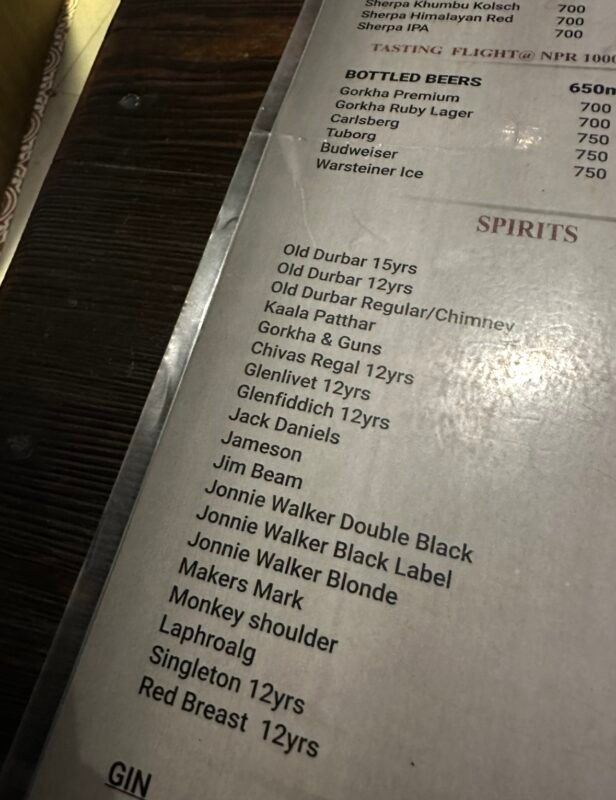 Sherpa Khumbu Kolsch 700
Sherpa Himalayan Red 700
Sherpa IPA 700
TASTING FLIGHT@ NPR 1000
BOTTLED BEERS 650m
Gorkha Premium 700
Gorkha Ruby Lager 700
Carlsberg 750
Tuborg 750
Budweiser 750
Warsteiner Ice
SPIRITS
Old Durbar 15yrs
Old Durbar 12yrs
Old Durbar Regular/Chimney
Kaala Patthar
Gorkha & Guns
Chivas Regal 12yrs
Glenlivet 12yrs
Glenfiddich 12yrs
Jack Daniels
Jameson
Jim Beam
Jonnie Walker Double Black
Jonnie Walker Black Label
Jonnie Walker Blonde
Makers Mark
Monkey shoulder
Laphroalg
Singleton 12yrs
Red Breast 12yrs
GIN